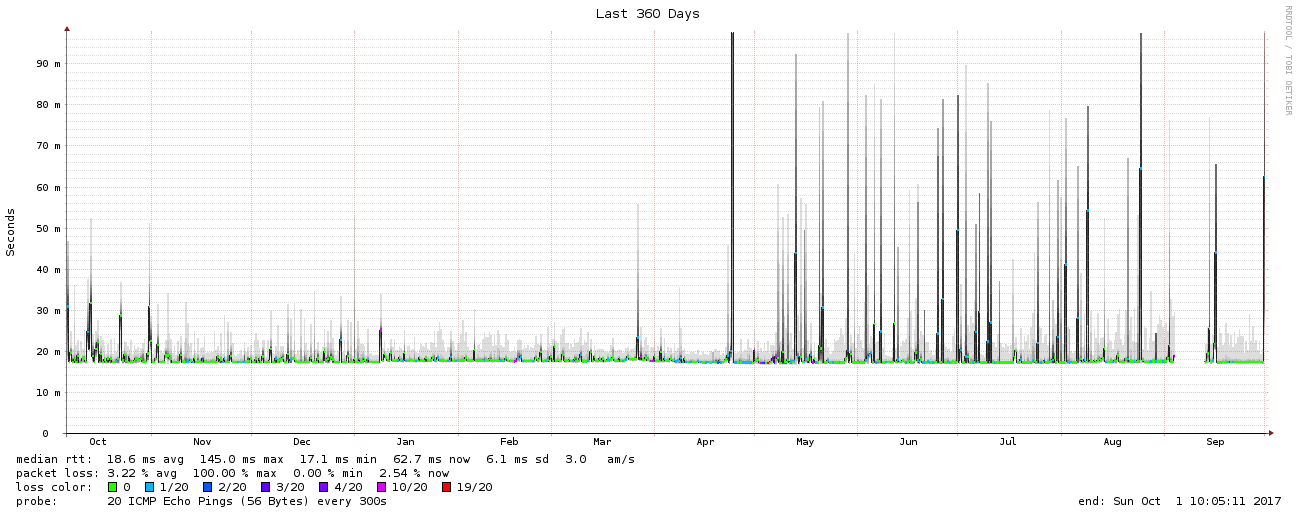 Last 360 Days
RRDTOOL / TOBI OETIKER
Seconds
90 m
80 m
70 m
60 m
50 m
40 m
30 m
20 m
10 m
0
Oct Nov Dec Jan Feb Mar Apr May Jun Jul Aug Sep
median rtt: 18.6 ms avg 145.0 ms max 17.1 ms min 62.7 ms now 6.1 ms sd 3.0 am/s
packet loss: 3.22 % avg 100.00 % max 0.00 % min 2.54 % now
loss color: 0 1/20 2/20 3/20 4/20 10/20 19/20
probe: 20 ICMP Echo Pings (56 Bytes) every 300s end: Sun Oct 1 10:05:11 2017